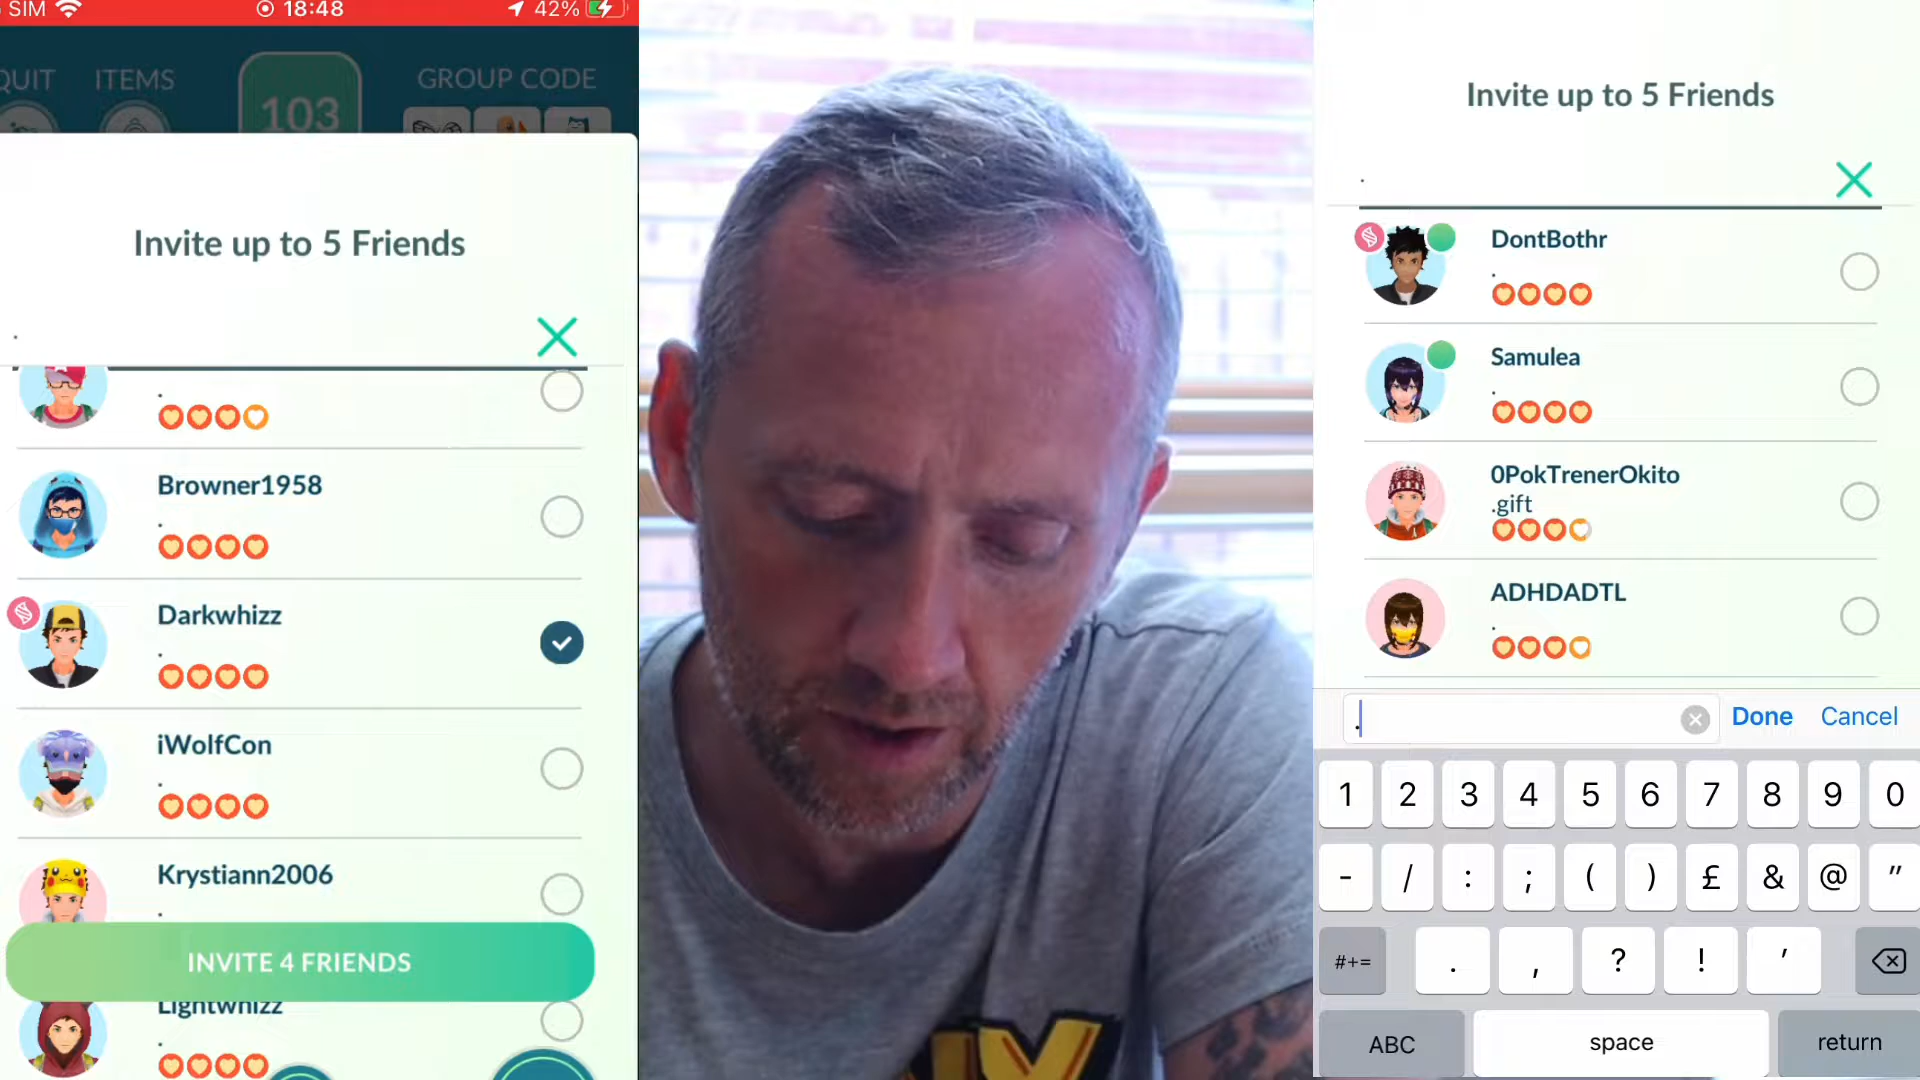 SIM 18:48 42%
QUIT ITEMS GROUP CODE
103
Invite up to 5 Friends
.
.
Browner1958
.
Darkwhizz
.
iWolfCon
.
Krystiann2006
.
INVITE 4 FRIENDS
Lightwhizz
.
Invite up to 5 Friends
.
DontBothr
.
Samulea
.
0PokTrenerOkito
.gift
ADHDADTL
.
. Done Cancel
1 2 3 4 5 6 7 8 9 0
- / : ; ( ) £ & @ "
#+= . , ? ! '
ABC space return